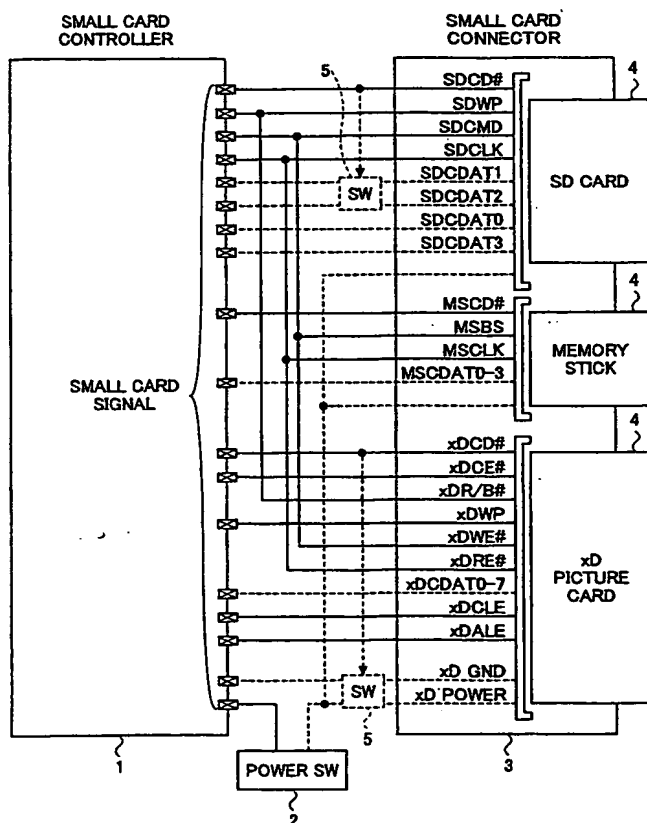 SMALL CARD
CONTROLLER
SMALL CARD
CONNECTOR
5
4
SDCD#
SDWP
SDCMD
SDCLK
SDCDAT1
SDCDAT2
SDCDAT0
SDCDAT3
SW
SD CARD
4
MSCD#
MSBS
MSCLK
MSCDAT0-3
MEMORY
STICK
SMALL CARD
SIGNAL
4
xDCD#
xDCE#
xDR/B#
xDWP
xDWE#
xDRE#
xDCDAT0-7
xDCLE
xDALE
xD GND
xD POWER
xD
PICTURE
CARD
SW
5
1
3
POWER SW
2